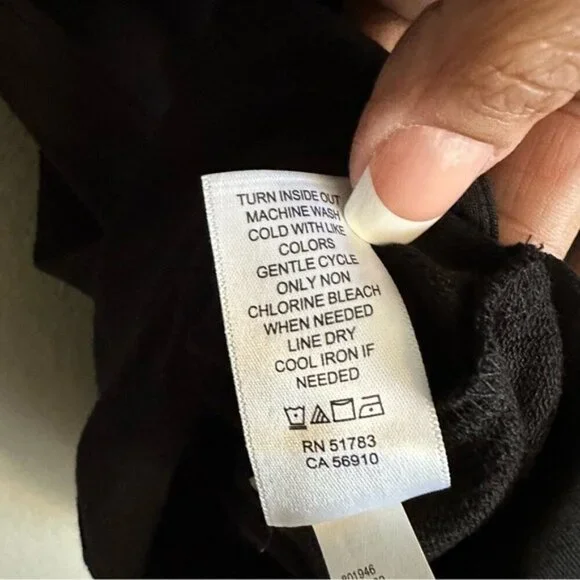 TURN INSIDE OUT
MACHINE WASH
COLD WITH LIKE
COLORS
GENTLE CYCLE
ONLY NON
CHLORINE BLEACH
WHEN NEEDED
LINE DRY
COOL IRON IF
NEEDED
RN 51783
CA 56910
801946